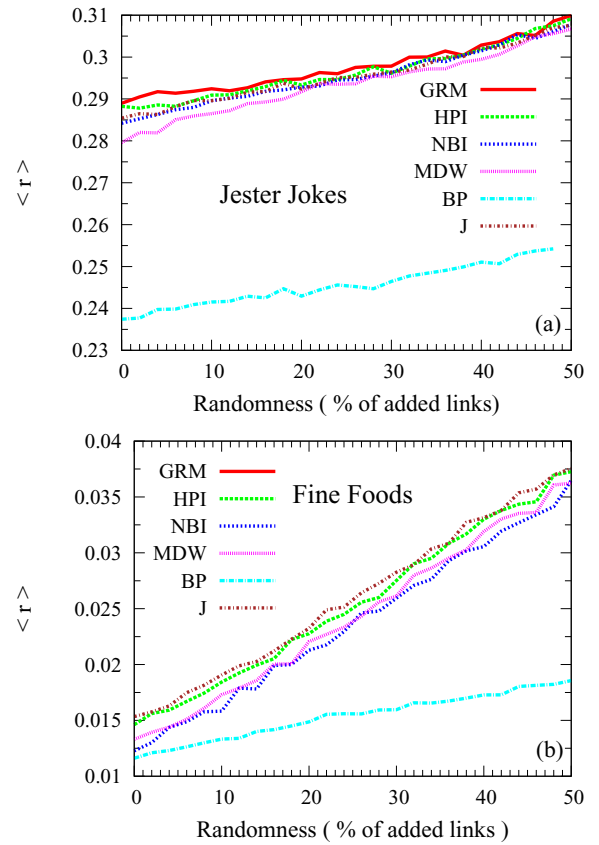 0.31
0.3
0.29
0.28
0.27
0.26
0.25
0.24
0.23
< r >
GRM
HPI
NBI
MDW
BP
J
Jester Jokes
(a)
0 10 20 30 40 50
Randomness ( % of added links)
0.04
0.035
0.03
0.025
0.02
0.015
0.01
< r >
GRM
HPI
NBI
MDW
BP
J
Fine Foods
(b)
0 10 20 30 40 50
Randomness ( % of added links )